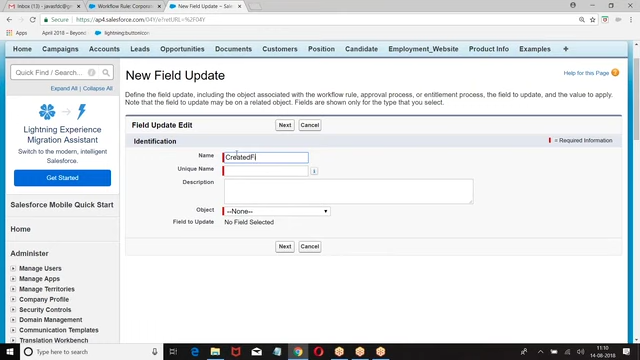 Inbox (13) - javasfdc@g
Workflow Rule: Corporat
New Field Update ~ Sales
https://ap4.salesforce.com/04Y/e?retURL=%2F04Y
Apps
April 2018 – Beyond
lightning:buttonIcon
Home Campaigns Accounts Leads Opportunities Documents Customers Position Candidate Employment_Website Product Info Examples +
Quick Find / Search...
Expand All | Collapse All
Lightning Experience
Migration Assistant
Switch to the modern, intelligent
Salesforce.
Get Started
Salesforce Mobile Quick Start
Home
Administer
Manage Users
Manage Apps
Manage Territories
Company Profile
Security Controls
Domain Management
Communication Templates
Translation Workbench
New Field Update
Help for this Page
Define the field update, including the object associated with the workflow rule, approval process, or entitlement process, the field to update, and the value to apply.
Note that the field to update may be on a related object. Fields are shown only for the type that you select.
Field Update Edit
Next Cancel
Identification
= Required Information
Name CreatedFi
Unique Name
Description
Object --None--
Field to Update No Field Selected
Next Cancel
Type here to search
11:10
14-08-2018